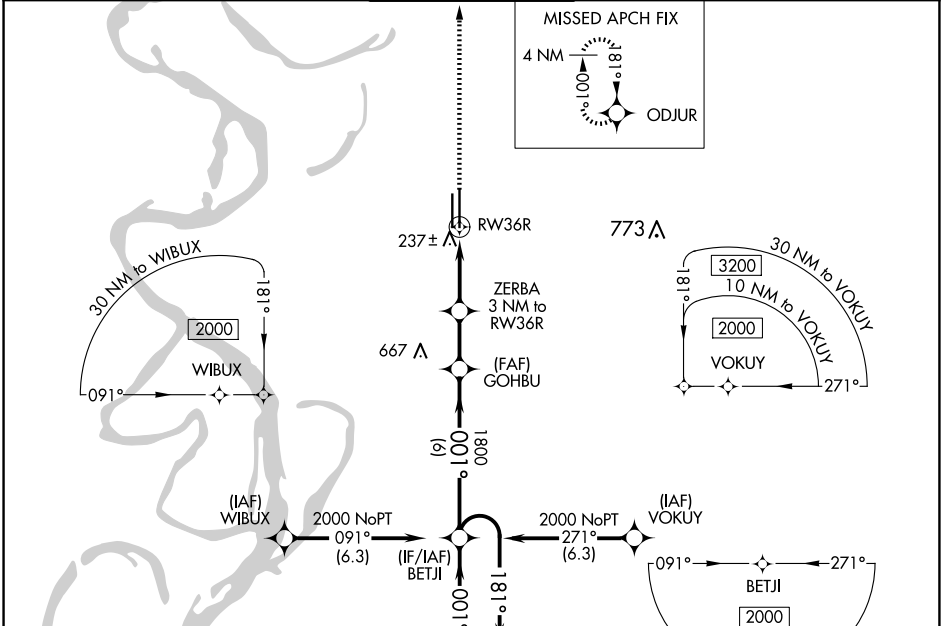 MISSED APCH FIX
4 NM
181°
001°
ODJUR
RW36R
237±
773
30 NM to WIBUX
181°
2000
WIBUX
091°
ZERBA
3 NM to
RW36R
667
(FAF)
GOHBU
30 NM to VOKUY
3200
10 NM to VOKUY
181°
2000
VOKUY
271°
1800
001°
(6)
(IAF)
WIBUX
2000 NoPT
091°
(6.3)
(IF/IAF)
BETJI
2000 NoPT
271°
(6.3)
(IAF)
VOKUY
001°
181°
091°
271°
BETJI
2000